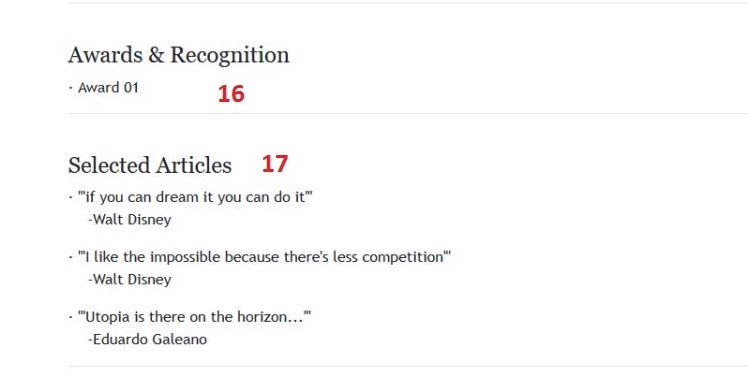 Awards & Recognition
· Award 01 16
Selected Articles 17
· "'if you can dream it you can do it'"
-Walt Disney
· "'I like the impossible because there's less competition'"
-Walt Disney
· "'Utopia is there on the horizon...'"
-Eduardo Galeano